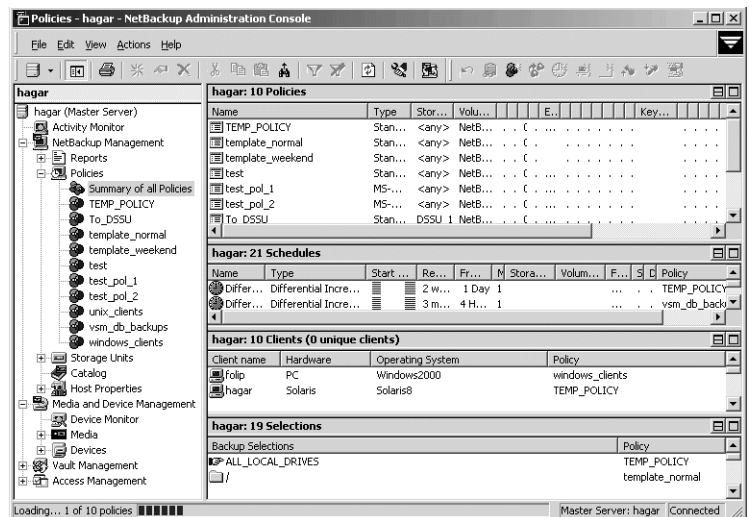 Policies - hagar - NetBackup Administration Console
File Edit View Actions Help
hagar
hagar (Master Server)
Activity Monitor
NetBackup Management
Reports
Policies
Summary of all Policies
TEMP_POLICY
To_DSSU
template_normal
template_weekend
test
test_pol_1
test_pol_2
unix_clients
vsm_db_backups
windows_clients
Storage Units
Catalog
Host Properties
Media and Device Management
Device Monitor
Media
Devices
Vault Management
Access Management
hagar: 10 Policies
Name Type Stor... Volu... E.. Key...
TEMP_POLICY Stan... <any> NetB...
template_normal Stan... <any> NetB...
template_weekend Stan... <any> NetB...
test Stan... <any> NetB...
test_pol_1 MS-... <any> NetB...
test_pol_2 MS-... <any> NetB...
To_DSSU Stan... DSSU_1 NetB...
hagar: 21 Schedules
Name Type Start ... Re... Fr... M Stora... Volum... F... S D Policy
Differ... Differential Incre... 2 w... 1 Day 1 ... . . TEMP_POLICY
Differ... Differential Incre... 3 m... 4 H... 1 ... . . vsm_db_back
hagar: 10 Clients (0 unique clients)
Client name Hardware Operating System Policy
folip PC Windows2000 windows_clients
hagar Solaris Solaris8 TEMP_POLICY
hagar: 19 Selections
Backup Selections Policy
ALL_LOCAL_DRIVES TEMP_POLICY
/ template_normal
Loading... 1 of 10 policies Master Server: hagar Connected